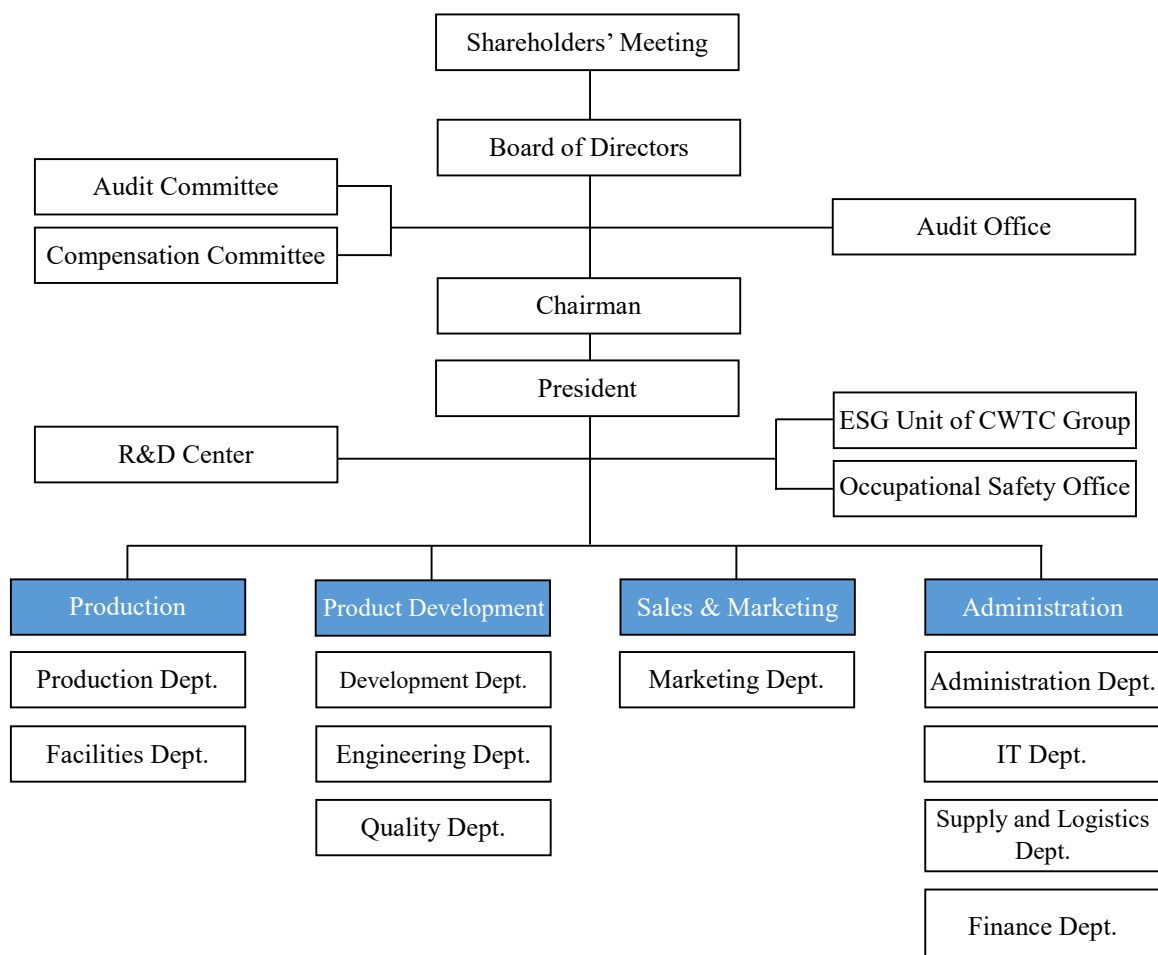 Shareholders’ Meeting
Board of Directors
Audit Committee
Compensation Committee
Audit Office
Chairman
President
R&D Center
ESG Unit of CWTC Group
Occupational Safety Office
Production
Product Development
Sales & Marketing
Administration
Production Dept.
Development Dept.
Marketing Dept.
Administration Dept.
Facilities Dept.
Engineering Dept.
IT Dept.
Quality Dept.
Supply and Logistics
Dept.
Finance Dept.